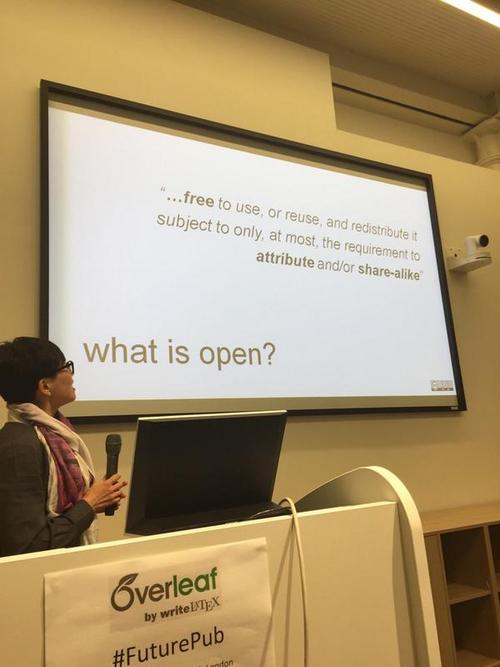 "...free to use, or reuse, and redistribute it
subject to only, at most, the requirement to
attribute and/or share-alike"
what is open?
Overleaf
by writeLATEX
#FuturePub
London